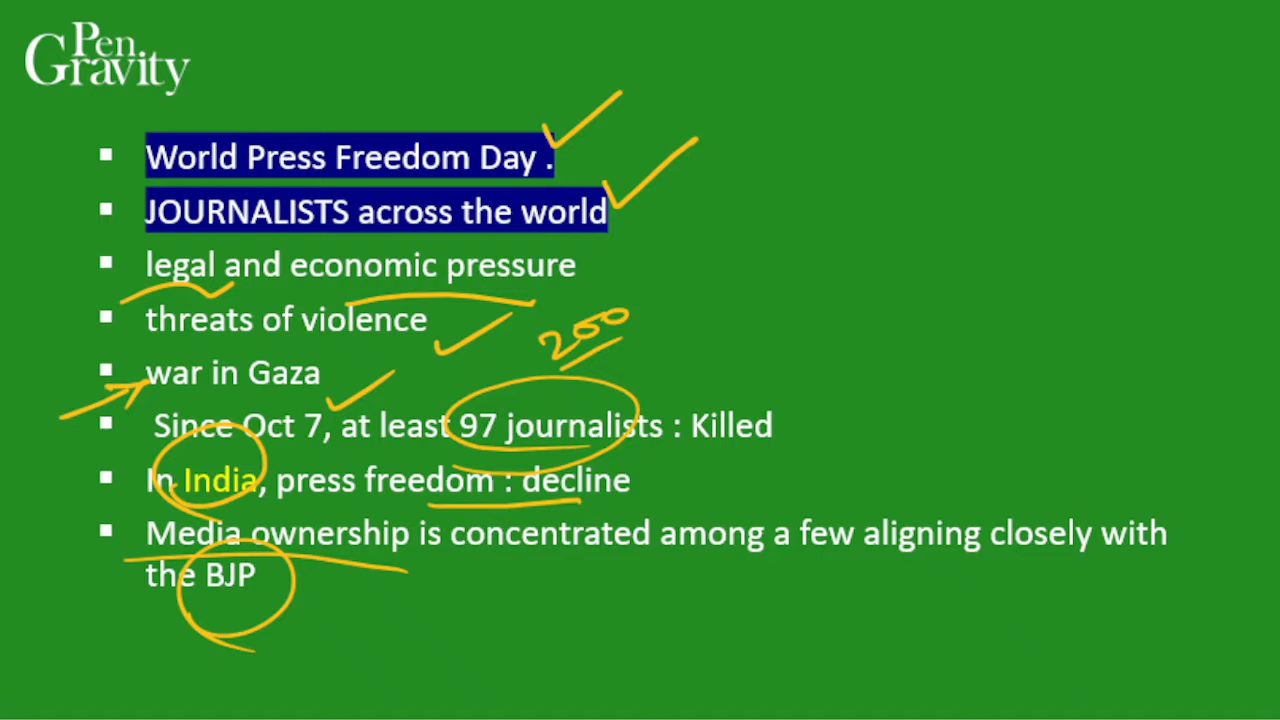 Pen
Gravity
World Press Freedom Day .
JOURNALISTS across the world
legal and economic pressure
threats of violence
200
war in Gaza
Since Oct 7, at least 97 journalists : Killed
In India, press freedom : decline
Media ownership is concentrated among a few aligning closely with
the BJP